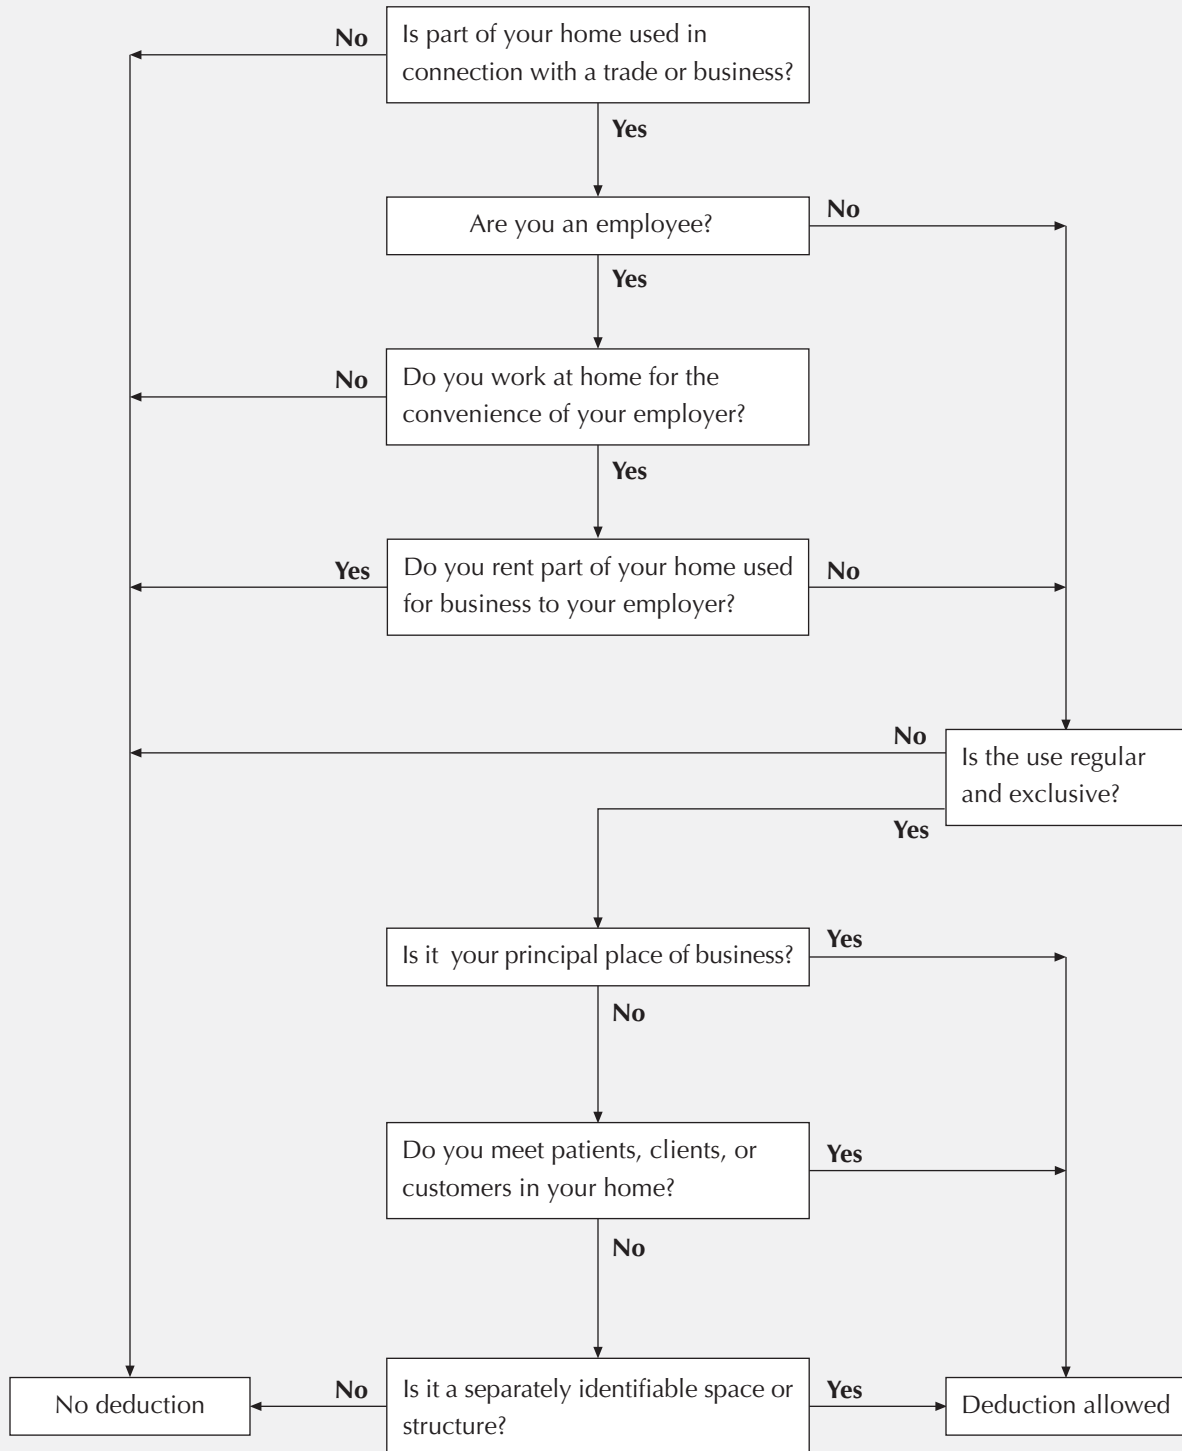 No
Is part of your home used in
connection with a trade or business?
Yes
Are you an employee?
No
Yes
No
Do you work at home for the
convenience of your employer?
Yes
Yes
Do you rent part of your home used
for business to your employer?
No
No
Is the use regular
and exclusive?
Yes
Is it your principal place of business?
Yes
No
Do you meet patients, clients, or
customers in your home?
Yes
No
No deduction
No
Is it a separately identifiable space or
structure?
Yes
Deduction allowed